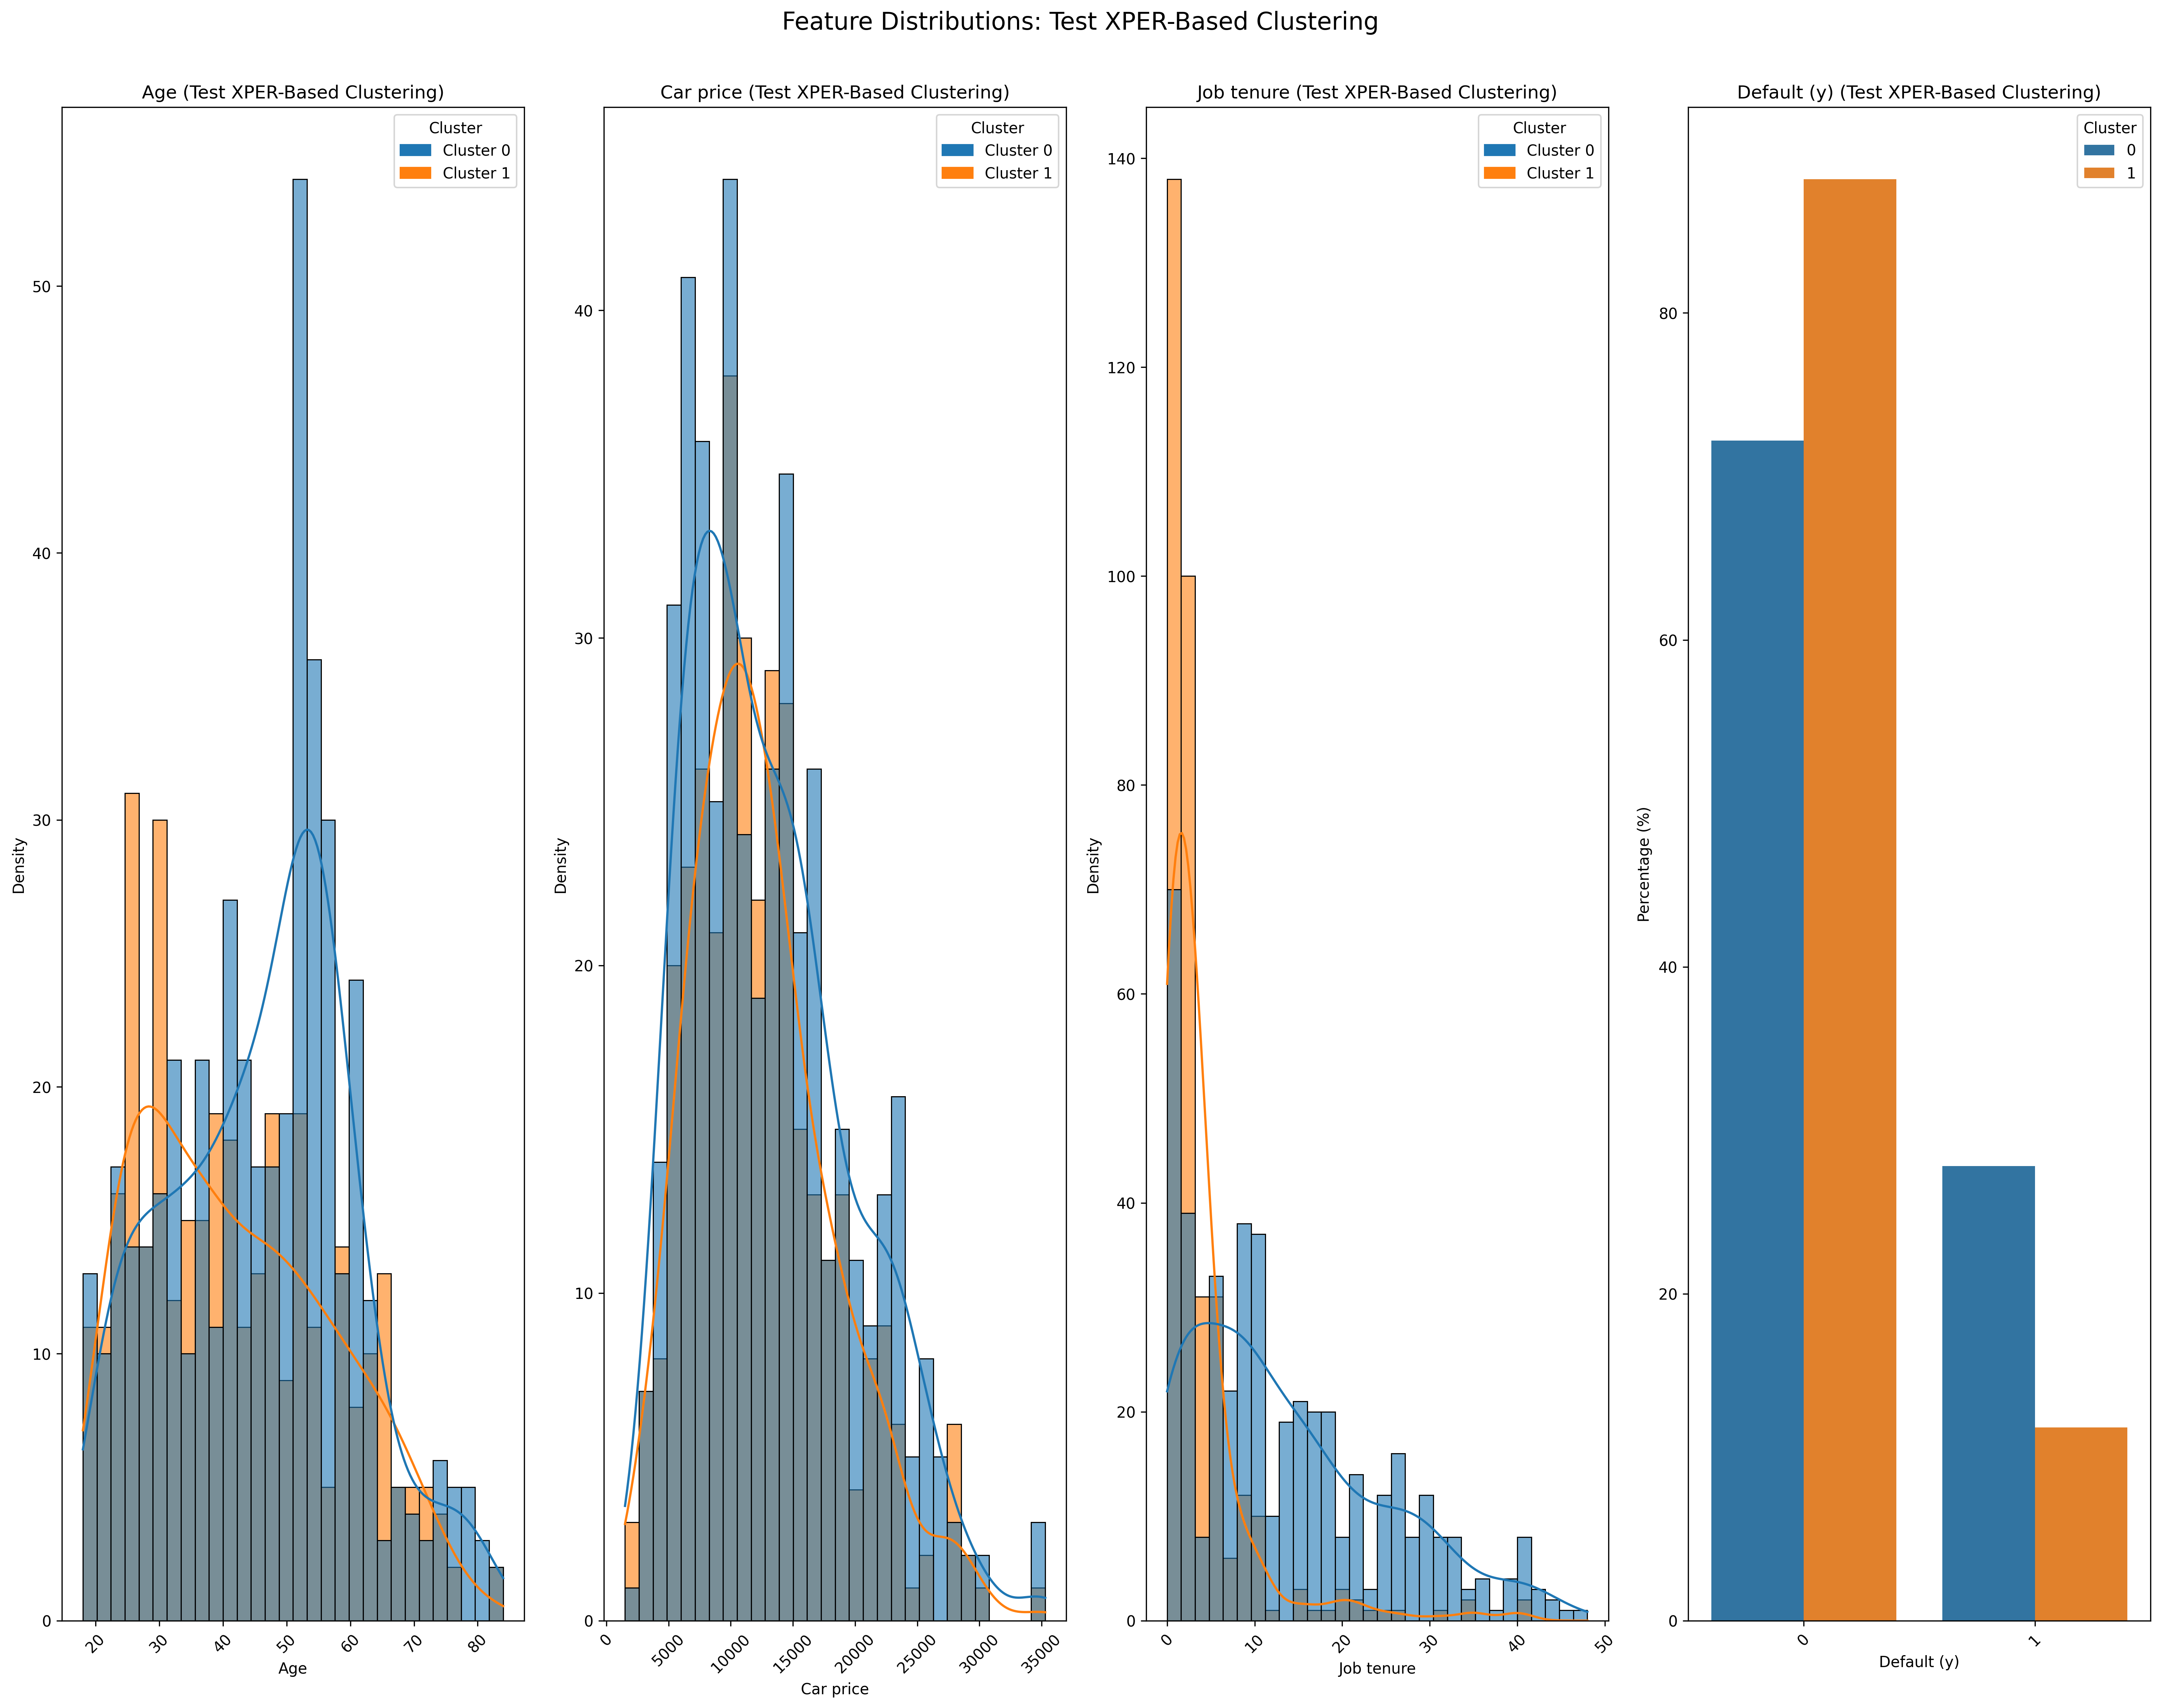 Feature Distributions: Test XPER-Based Clustering
Age (Test XPER-Based Clustering)
Cluster
Cluster 0
Cluster 1
Density
50
40
30
20
10
0
20
30
40
50
60
70
80
Age
Car price (Test XPER-Based Clustering)
Cluster
Cluster 0
Cluster 1
Density
40
30
20
10
0
0
5000
10000
15000
20000
25000
30000
35000
Car price
Job tenure (Test XPER-Based Clustering)
Cluster
Cluster 0
Cluster 1
Density
140
120
100
80
60
40
20
0
0
10
20
30
40
50
Job tenure
Default (y) (Test XPER-Based Clustering)
Cluster
0
1
Percentage (%)
80
60
40
20
0
0
1
Default (y)